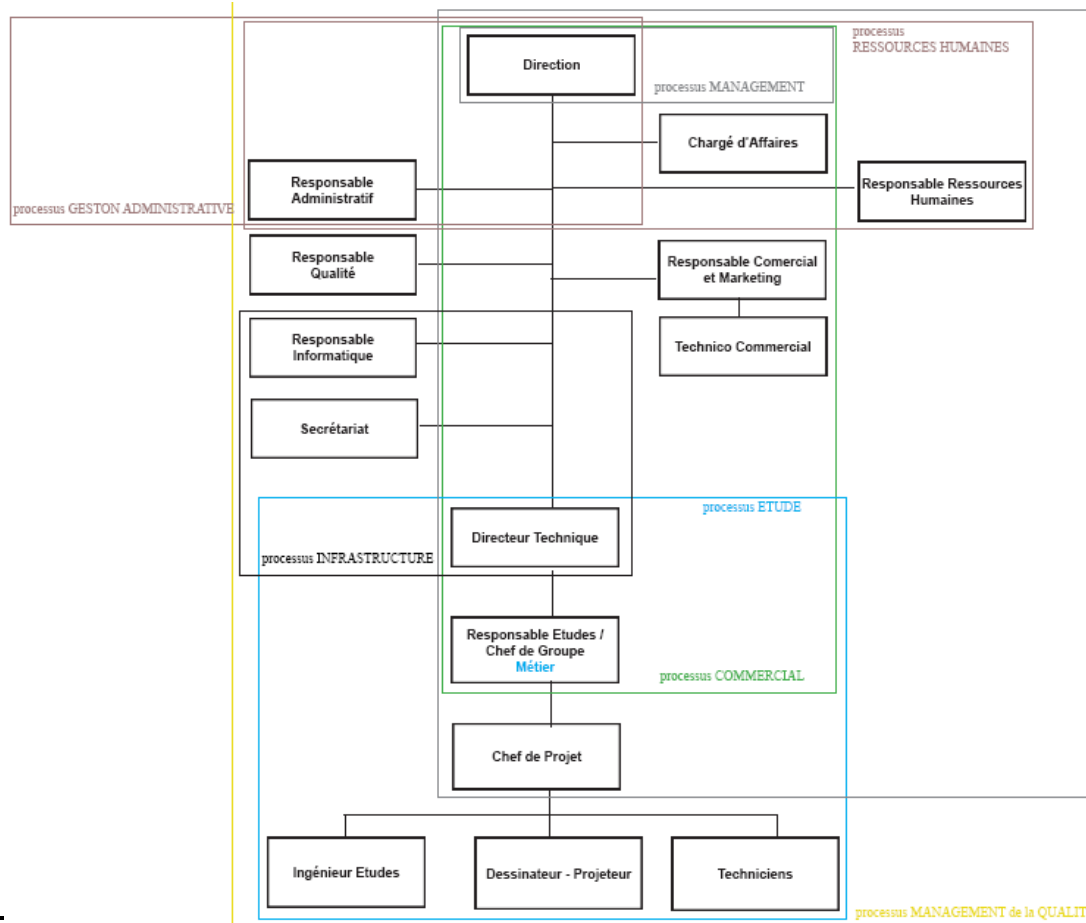 processus
RESSOURCES HUMAINES
Direction
processus MANAGEMENT
Chargé d'Affaires
Responsable
Administratif
Responsable Ressources
Humaines
processus GESTON ADMINISTRATIVE
Responsable
Qualité
Responsable Comercial
et Marketing
Responsable
Informatique
Technico Commercial
Secrétariat
processus ETUDE
Directeur Technique
processus INFRASTRUCTURE
Responsable Etudes /
Chef de Groupe
Métier
processus COMMERCIAL
Chef de Projet
Ingénieur Etudes
Dessinateur - Projeteur
Techniciens
processus MANAGEMENT de la QUALIT